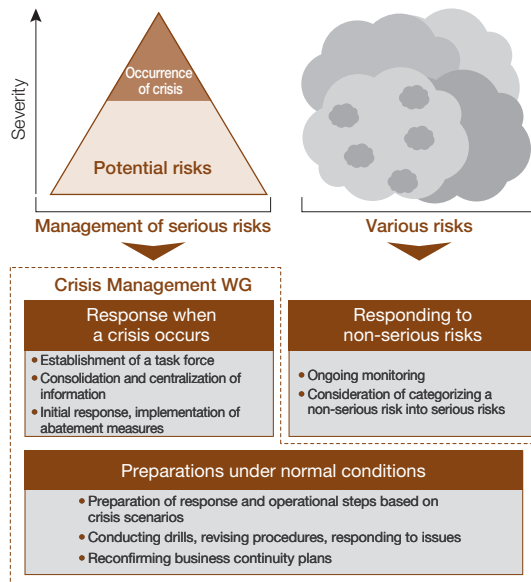 Severity
Occurrence
of crisis
Potential risks
Management of serious risks
Various risks
Crisis Management WG
Response when
a crisis occurs
• Establishment of a task force
• Consolidation and centralization of
information
• Initial response, implementation of
abatement measures
Responding to
non-serious risks
• Ongoing monitoring
• Consideration of categorizing a
non-serious risk into serious risks
Preparations under normal conditions
• Preparation of response and operational steps based on
crisis scenarios
• Conducting drills, revising procedures, responding to issues
• Reconfirming business continuity plans